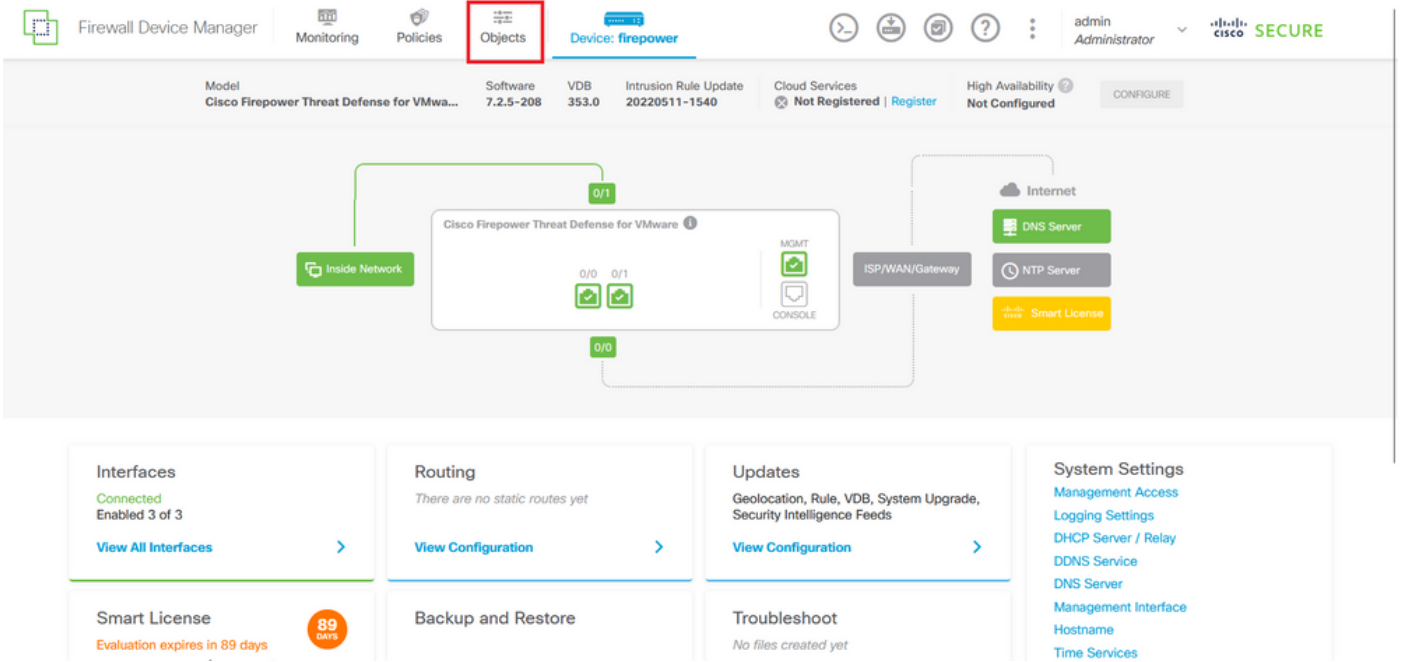 Firewall Device Manager
Monitoring
Policies
Objects
Device: firepower
admin
Administrator
cisco SECURE
Model
Cisco Firepower Threat Defense for VMwa...
Software
7.2.5-208
VDB
353.0
Intrusion Rule Update
20220511-1540
Cloud Services
Not Registered | Register
High Availability
Not Configured
CONFIGURE
0/1
Internet
Cisco Firepower Threat Defense for VMware
DNS Server
MGMT
Inside Network
0/0 0/1
ISP/WAN/Gateway
NTP Server
CONSOLE
cisco Smart License
0/0
Interfaces
Connected
Enabled 3 of 3
View All Interfaces
Routing
There are no static routes yet
View Configuration
Updates
Geolocation, Rule, VDB, System Upgrade,
Security Intelligence Feeds
View Configuration
System Settings
Management Access
Logging Settings
DHCP Server / Relay
DDNS Service
DNS Server
Management Interface
Hostname
Time Services
Smart License
Evaluation expires in 89 days
89
DAYS
Backup and Restore
Troubleshoot
No files created yet